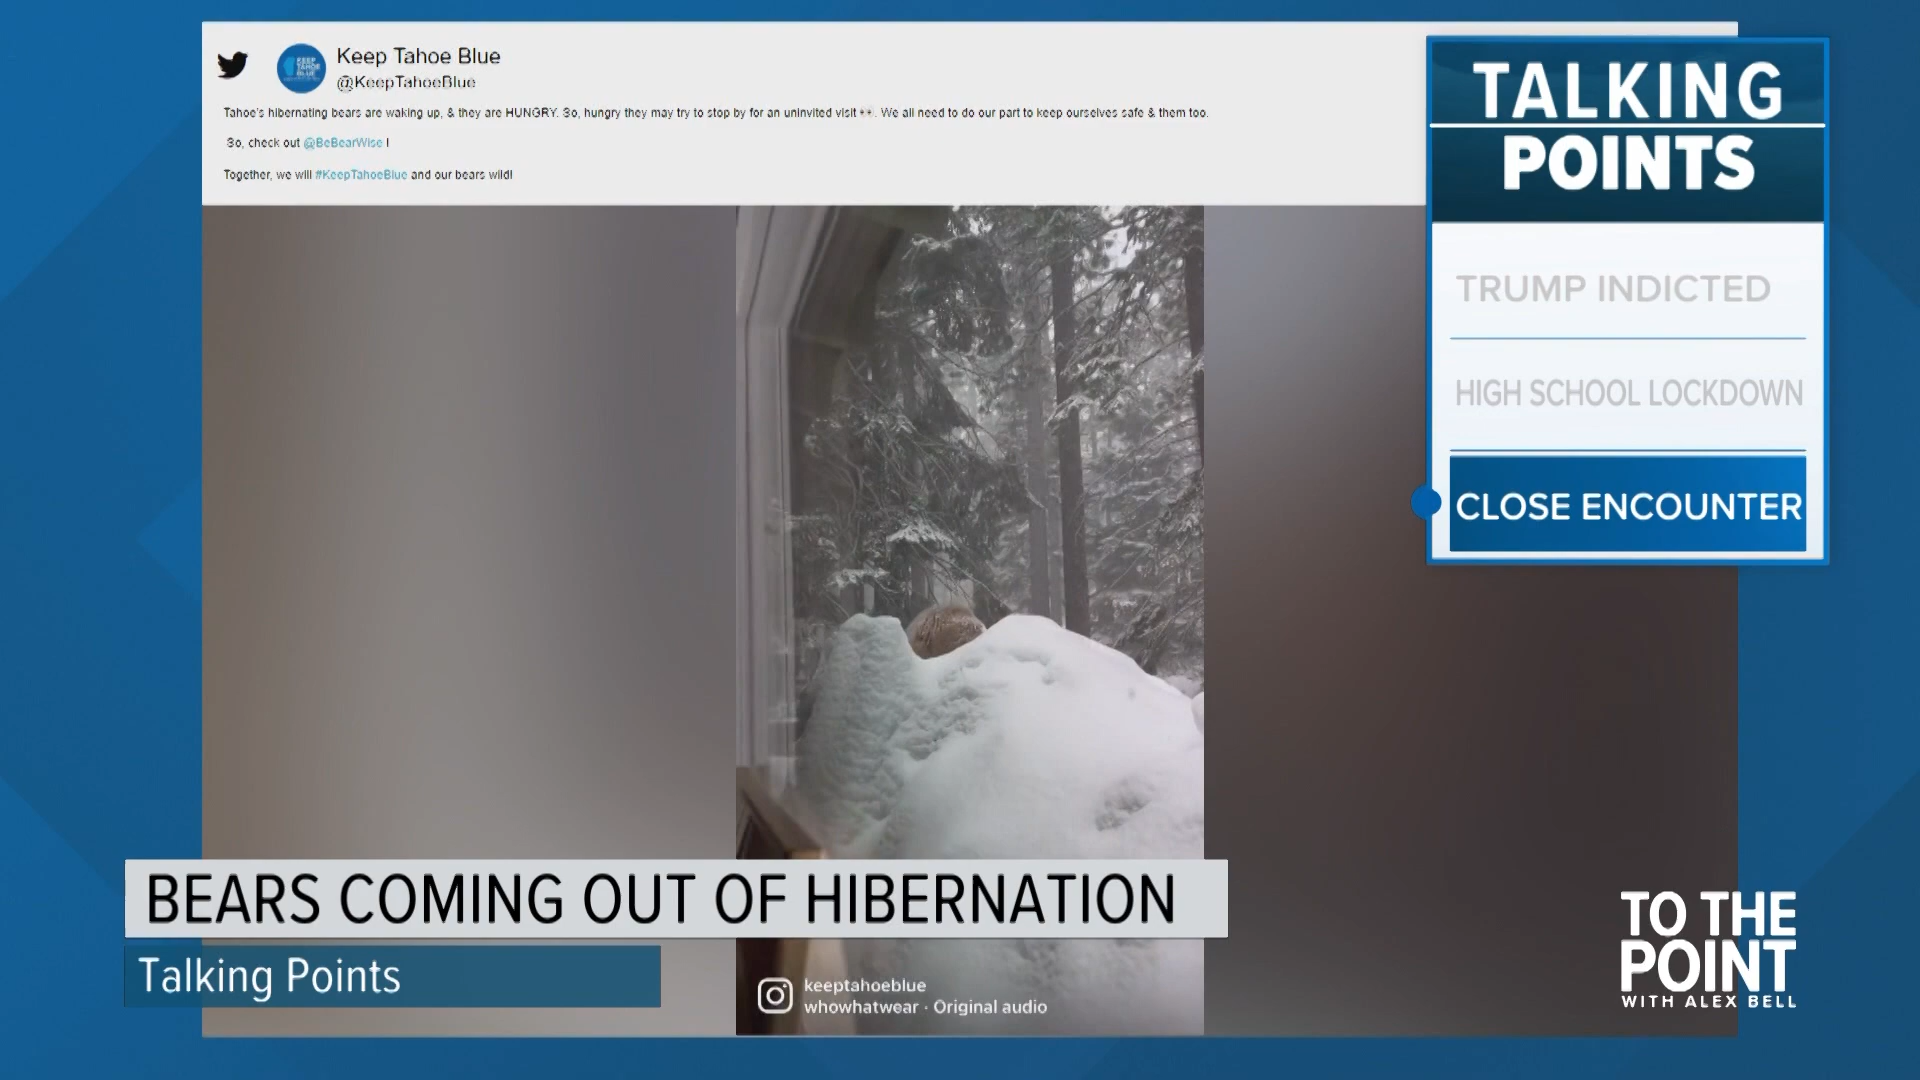 Keep Tahoe Blue
@KeepTahoeBlue
Tahoe's hibernating bears are waking up, & they are HUNGRY. So, hungry they may try to stop by for an uninvited visit 👀. We all need to do our part to keep ourselves safe & them too.
So, check out @BeBearWise !
Together, we will #KeepTahoeBlue and our bears wild!
KEEP
TAHOE
BLUE
TALKING
POINTS
TRUMP INDICTED
HIGH SCHOOL LOCKDOWN
CLOSE ENCOUNTER
BEARS COMING OUT OF HIBERNATION
Talking Points
keeptahoeblue
whowhatwear · Original audio
TO THE
POINT
WITH ALEX BELL